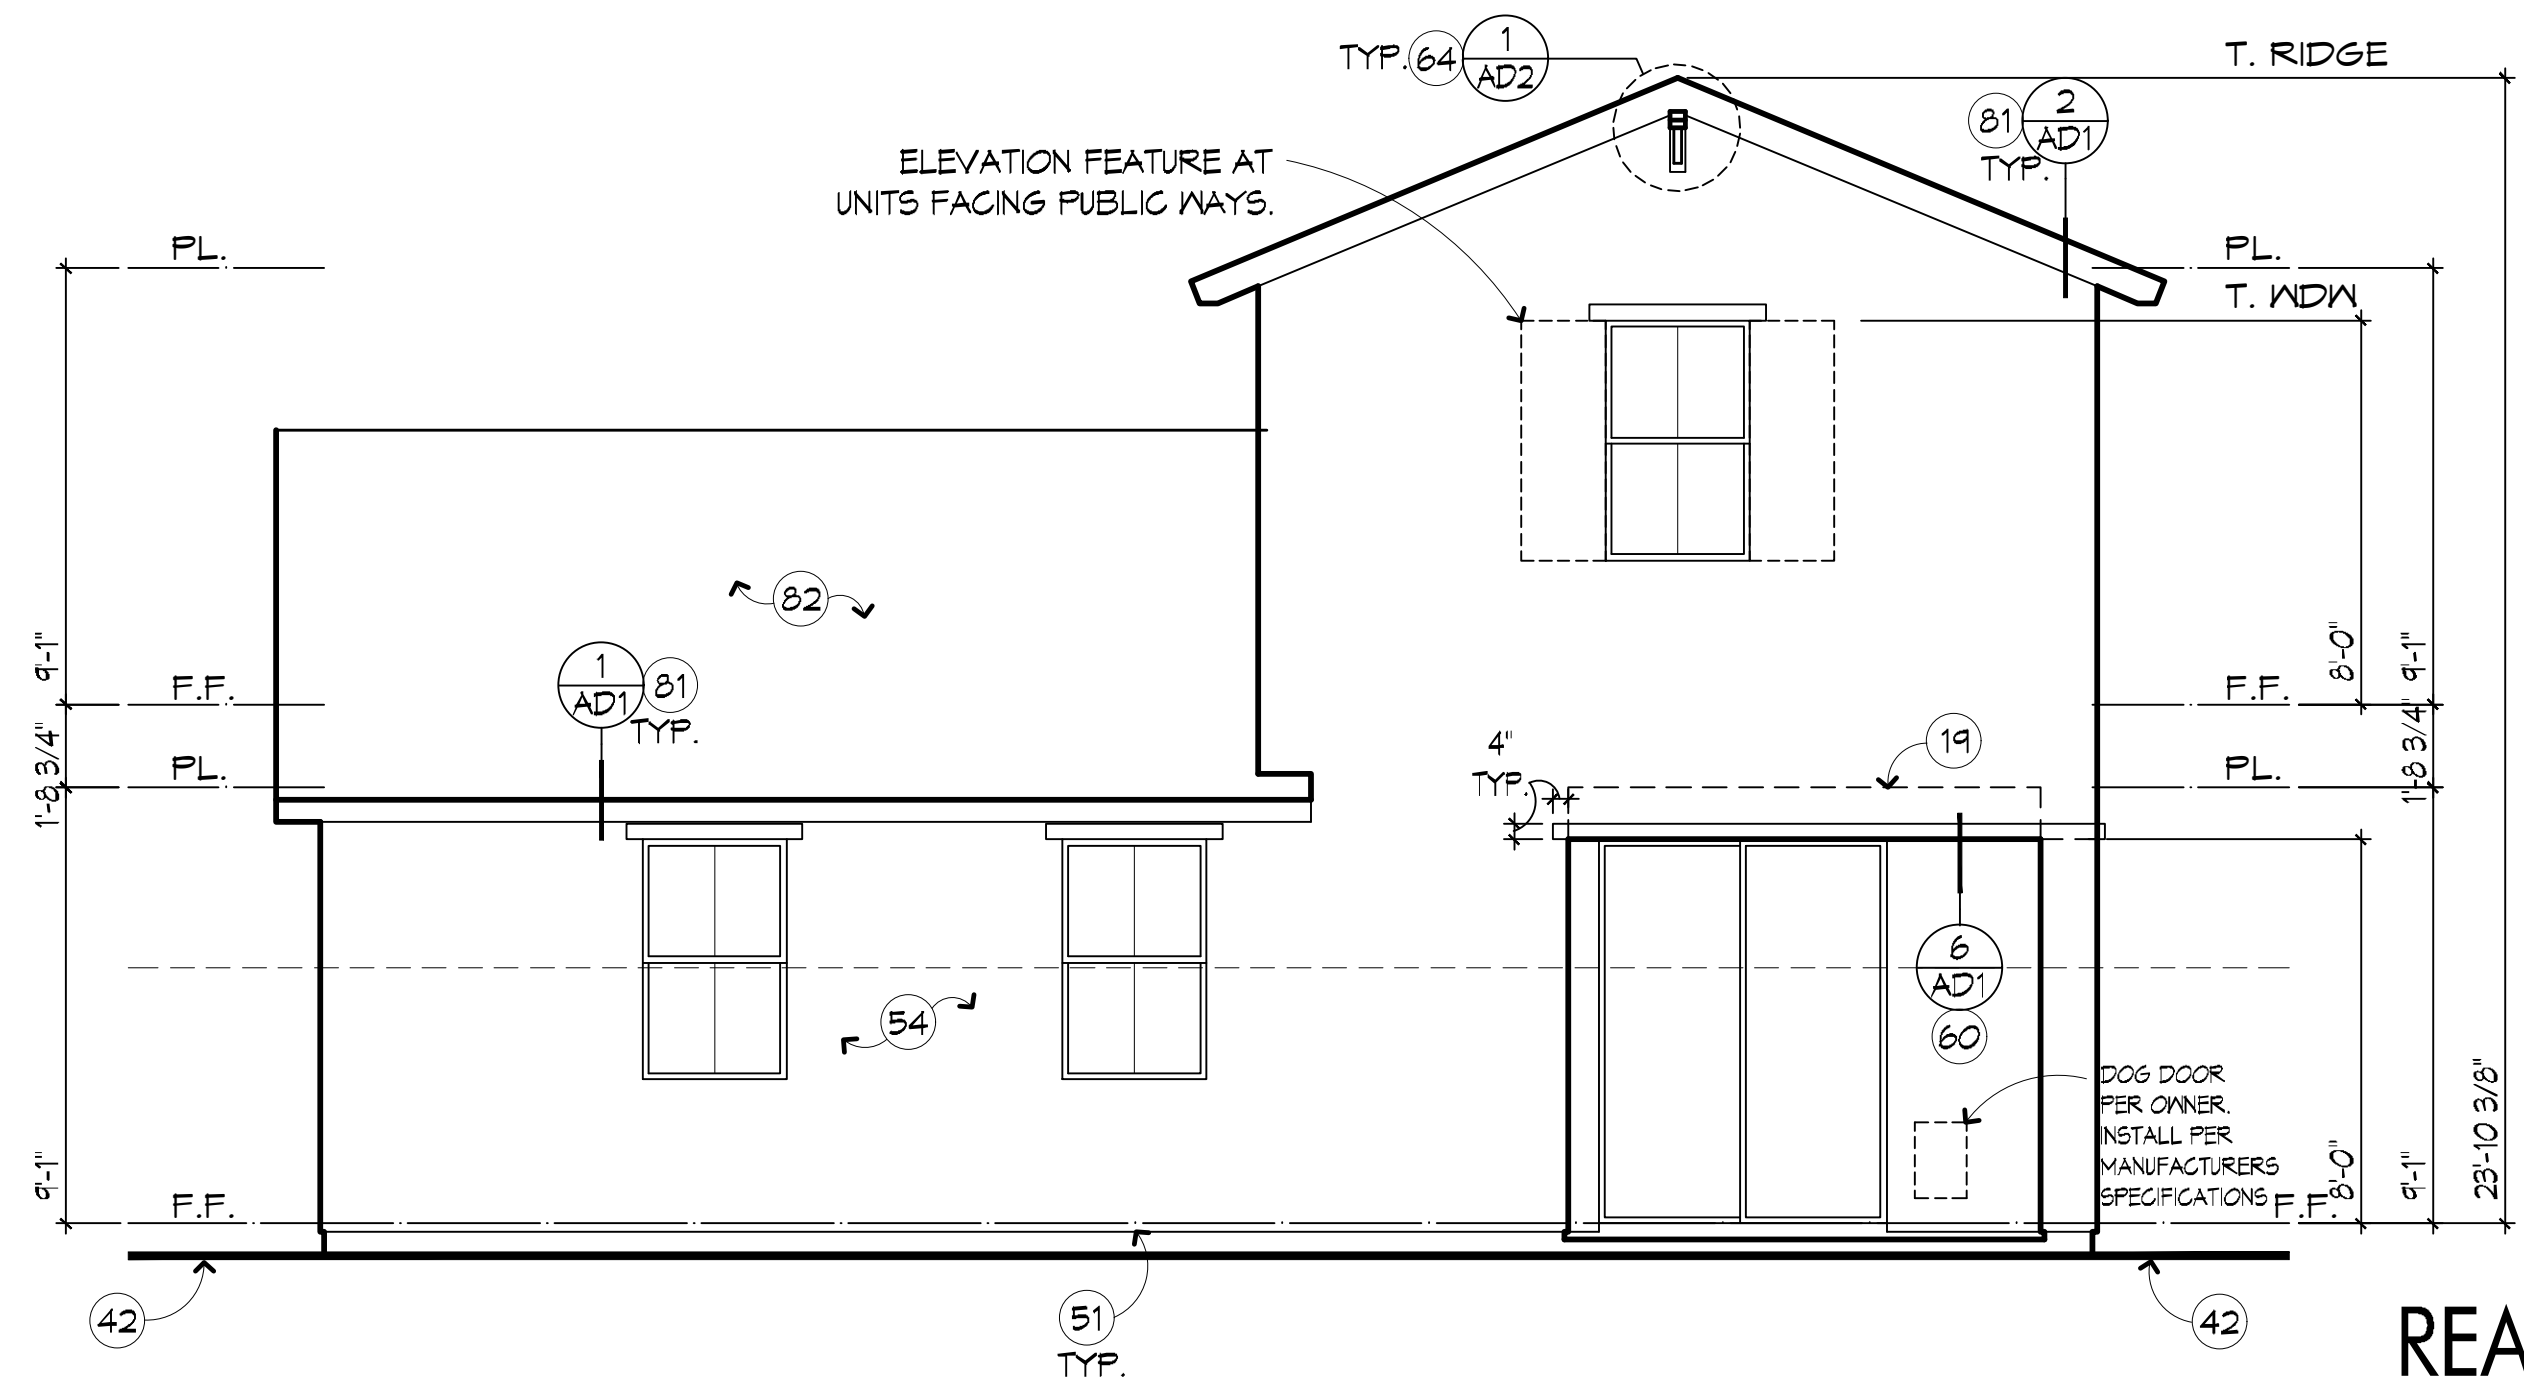 TYP. 64 1
AD2
T. RIDGE
81 2
AD1
TYP.
ELEVATION FEATURE AT
UNITS FACING PUBLIC WAYS.
PL.
PL.
T. WDW
82
9'-1"
8'-0"
9'-1"
1
AD1
81
TYP.
F.F.
F.F.
1'-8 3/4"
1'-8 3/4"
PL.
PL.
4"
TYP.
19
6
AD1
60
54
DOG DOOR
PER OWNER.
INSTALL PER
MANUFACTURERS
SPECIFICATIONS
9'-1"
8'-0"
9'-1"
23'-10 3/8"
F.F.
F.F.
42
51
TYP.
42
REA